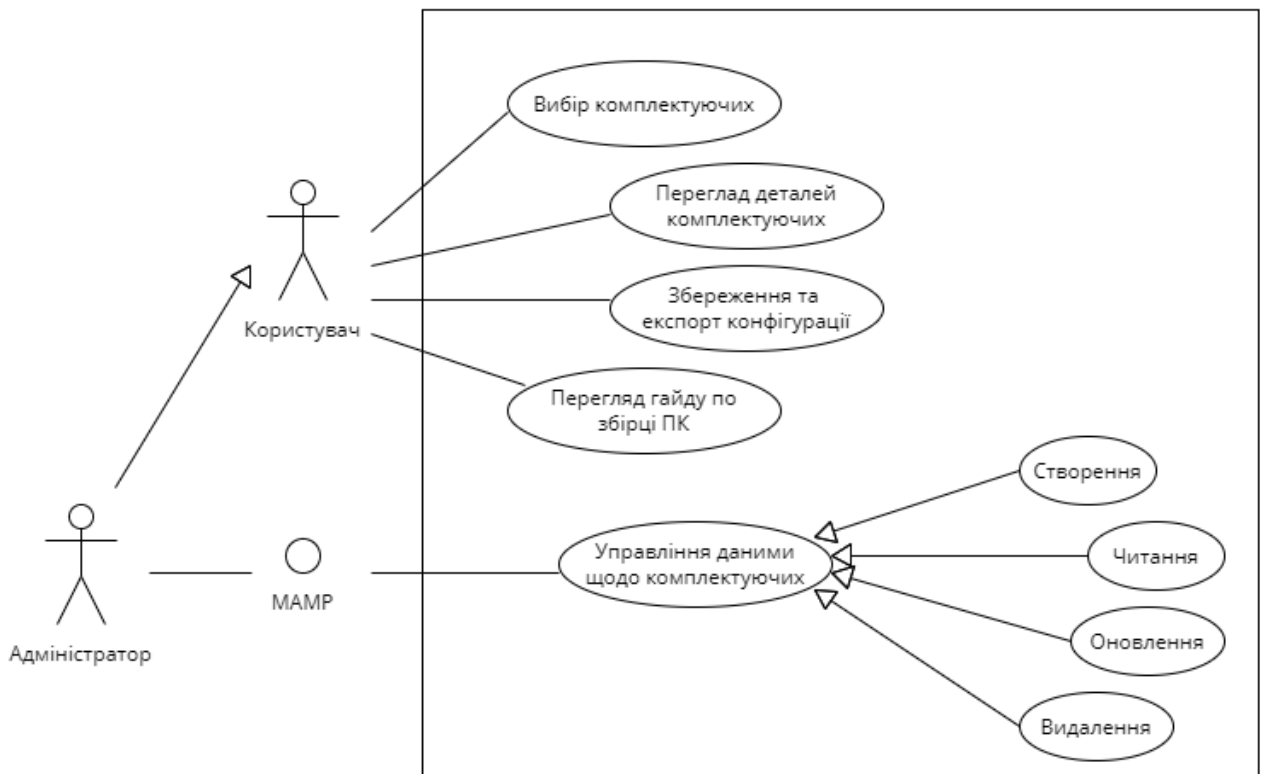 Вибір комплектуючих
Переглад деталей
комплектуючих
Збереження та
експорт конфігурації
Користувач
Перегляд гайду по
збірці ПК
Створення
Управління даними
щодо комплектуючих
Читання
MAMP
Оновлення
Адміністратор
Видалення